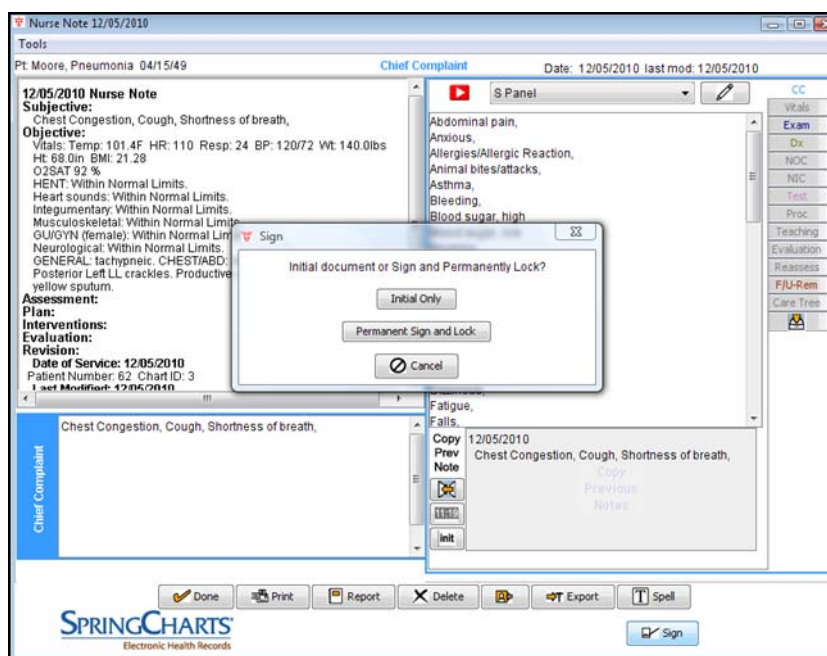 Nurse Note 12/05/2010
Tools
Pt: Moore, Pneumonia 04/15/49
Chief Complaint
Date: 12/05/2010 last mod: 12/05/2010
12/05/2010 Nurse Note
Subjective:
Chest Congestion, Cough, Shortness of breath,
Objective:
Vitals: Temp: 101.4F HR: 110 Resp: 24 BP: 120/72 Wt: 140.0lbs
Ht: 68.0in BMI: 21.28
O2SAT 92 %
HENT: Within Normal Limits.
Heart sounds: Within Normal Limits.
Integumentary: Within Normal Limits.
Musculoskeletal: Within Normal Limits
GU/GYN (female): Within Normal Lim
Neurological: Within Normal Limits.
GENERAL: tachypneic. CHEST/ABD:
Posterior Left LL crackles. Productive
yellow sputum.
Assessment:
Plan:
Interventions:
Evaluation:
Revision:
Date of Service: 12/05/2010
Patient Number: 62 Chart ID: 3
Last Modified: 12/05/2010
S Panel
Abdominal pain,
Anxious,
Allergies/Allergic Reaction,
Animal bites/attacks,
Asthma,
Bleeding,
Blood sugar, high
Fatigue,
Falls,
CC
Vitals
Exam
Dx
NOC
NIC
Test
Proc
Teaching
Evaluation
Reassess
F/U-Rem
Care Tree
Sign
Initial document or Sign and Permanently Lock?
Initial Only
Permanent Sign and Lock
Cancel
Chief Complaint
Chest Congestion, Cough, Shortness of breath,
Copy
Prev
Note
init
12/05/2010
Chest Congestion, Cough, Shortness of breath,
Copy
Previous
Notes
Done
Print
Report
Delete
Export
Spell
SPRINGCHARTS
Electronic Health Records
Sign